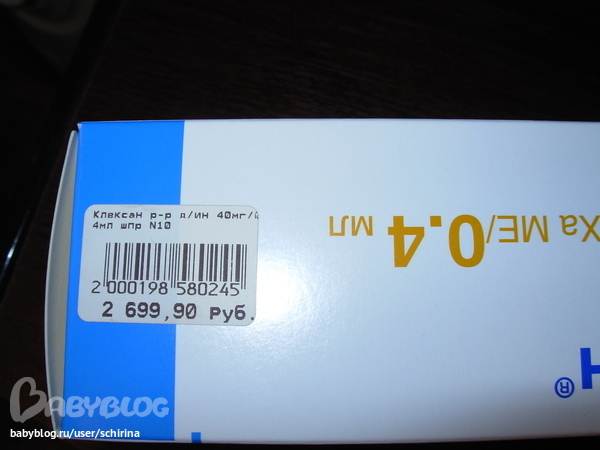 Клексан р-р д/ин 40мг/
4мл шпр N10
2 000198 580245
2 699,90 Руб.
Ха МЕ/0.4 мл
Н®
BABYBLOG
babyblog.ru/user/schirina